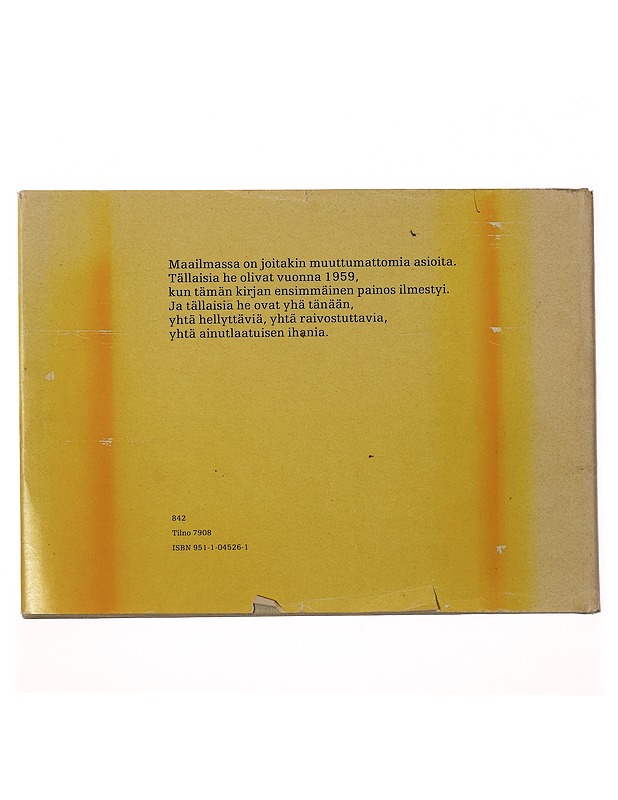 Maailmassa on joitakin muuttumattomia asioita.
Tällaisia he olivat vuonna 1959,
kun tämän kirjan ensimmäinen painos ilmestyi.
Ja tällaisia he ovat yhä tänään,
yhtä hellyttäviä, yhtä raivostuttavia,
yhtä ainutlaatuisen ihania.
842
Tilno 7908
ISBN 951-1-04526-1